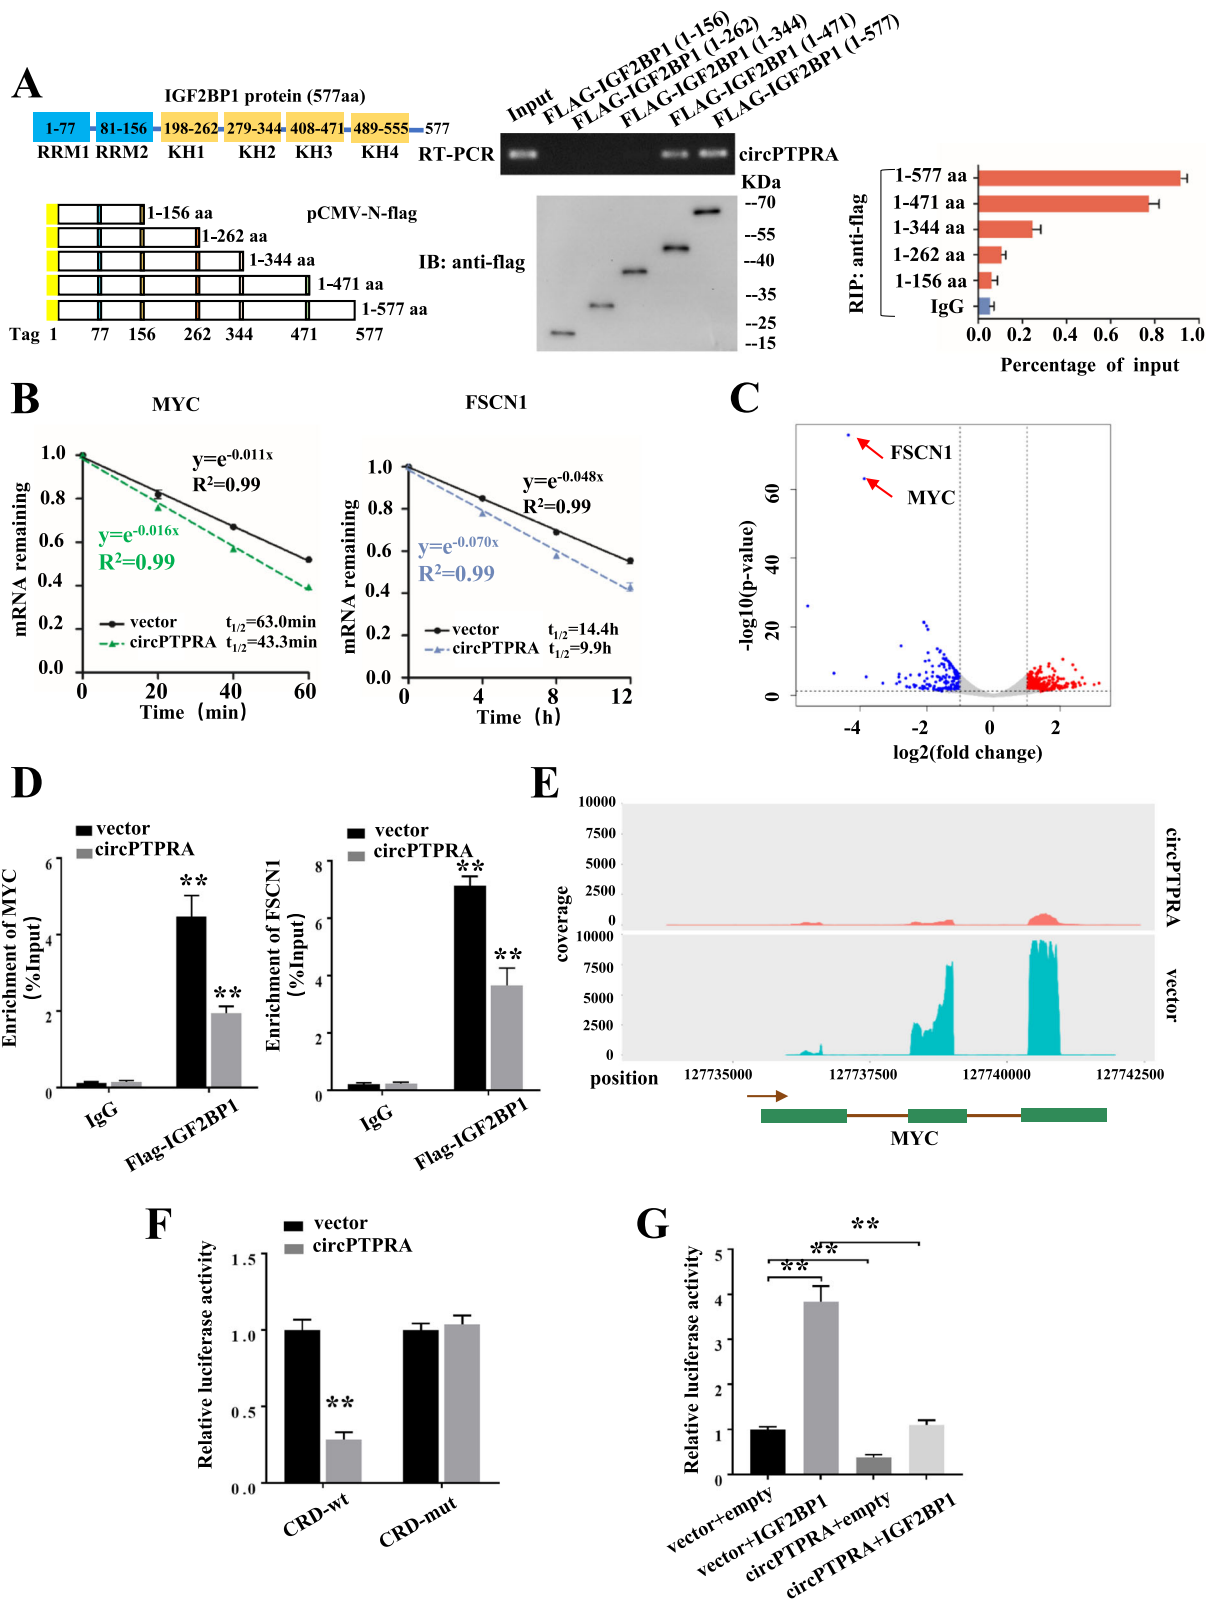 A
IGF2BP1 protein (577aa)
1-77 81-156 198-262 279-344 408-471 489-555 577
RRM1 RRM2 KH1 KH2 KH3 KH4
1-156 aa
pCMV-N-flag
1-262 aa
1-344 aa
1-471 aa
1-577 aa
Tag 1 77 156 262 344 471 577
Input
FLAG-IGF2BP1 (1-156)
FLAG-IGF2BP1 (1-262)
FLAG-IGF2BP1 (1-344)
FLAG-IGF2BP1 (1-471)
FLAG-IGF2BP1 (1-577)
RT-PCR
circPTPRA
KDa
IB: anti-flag
--70
--55
--40
--35
--25
--15
RIP: anti-flag
1-577 aa
1-471 aa
1-344 aa
1-262 aa
1-156 aa
IgG
0.0 0.2 0.4 0.6 0.8 1.0
Percentage of input
B
MYC
mRNA remaining
1.0
0.8
0.6
0.4
0.2
0.0
y=e-0.011x
R2=0.99
y=e-0.016x
R2=0.99
vector t1/2=63.0min
circPTPRA t1/2=43.3min
0 20 40 60
Time (min)
FSCN1
mRNA remaining
1.0
0.8
0.6
0.4
0.2
0.0
y=e-0.048x
R2=0.99
y=e-0.070x
R2=0.99
vector t1/2=14.4h
circPTPRA t1/2=9.9h
0 4 8 12
Time (h)
C
FSCN1
MYC
-log10(p-value)
60
40
20
0
-4 -2 0 2
log2(fold change)
D
vector
circPTPRA
Enrichment of MYC
(%Input)
6
4
2
0
**
**
IgG
Flag-IGF2BP1
vector
circPTPRA
Enrichment of FSCN1
(%Input)
8
6
4
2
0
**
**
IgG
Flag-IGF2BP1
E
coverage
10000
7500
5000
2500
0
circPTPRA
10000
7500
5000
2500
0
vector
position 127735000 127737500 127740000 127742500
MYC
F
vector
circPTPRA
Relative luciferase activity
1.5
1.0
0.5
0.0
**
CRD-wt
CRD-mut
G
Relative luciferase activity
5
4
3
2
1
0
**
**
**
vector+empty
vector+IGF2BP1
circPTPRA+empty
circPTPRA+IGF2BP1